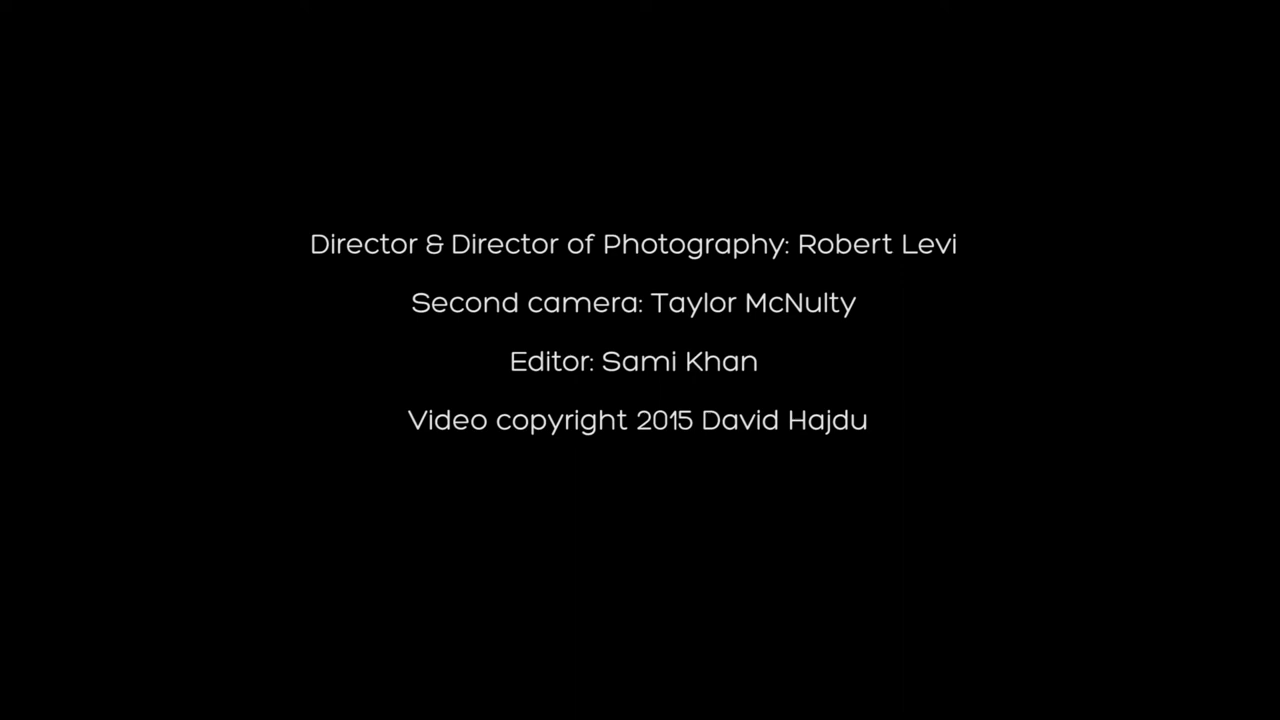 Director & Director of Photography: Robert Levi
Second camera: Taylor McNulty
Editor: Sami Khan
Video copyright 2015 David Hajdu